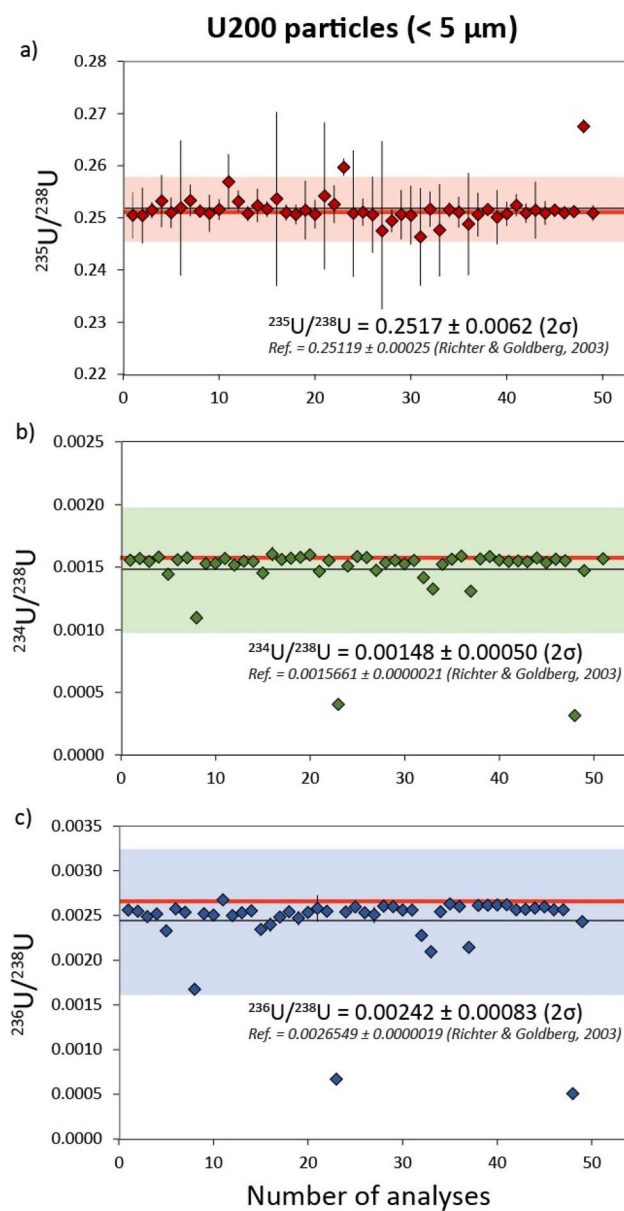 U200 particles (< 5 µm)
a)
0.28
0.27
0.26
0.25
0.24
0.23
0.22
²³⁵U/²³⁸U
²³⁵U/²³⁸U = 0.2517 ± 0.0062 (2σ)
Ref. = 0.25119 ± 0.00025 (Richter & Goldberg, 2003)
0 10 20 30 40 50
b)
0.0025
0.0020
0.0015
0.0010
0.0005
0.0000
²³⁴U/²³⁸U
²³⁴U/²³⁸U = 0.00148 ± 0.00050 (2σ)
Ref. = 0.0015661 ± 0.0000021 (Richter & Goldberg, 2003)
0 10 20 30 40 50
c)
0.0035
0.0030
0.0025
0.0020
0.0015
0.0010
0.0005
0.0000
²³⁶U/²³⁸U
²³⁶U/²³⁸U = 0.00242 ± 0.00083 (2σ)
Ref. = 0.0026549 ± 0.0000019 (Richter & Goldberg, 2003)
0 10 20 30 40 50
Number of analyses